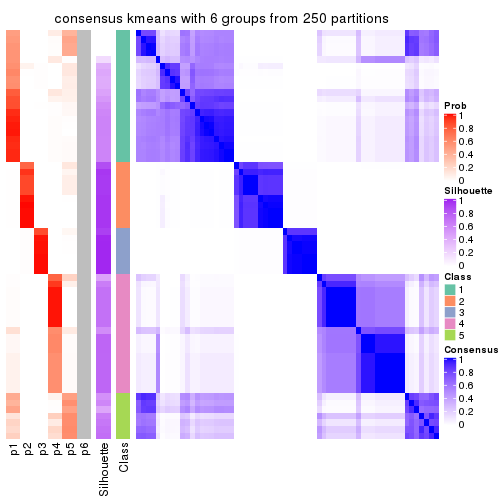 consensus kmeans with 6 groups from 250 partitions
Prob
1
0.8
0.6
0.4
0.2
0
Silhouette
1
0.8
0.6
0.4
0.2
0
Class
1
2
3
4
5
Consensus
1
0.8
0.6
0.4
0.2
0
p1
p2
p3
p4
p5
p6
Silhouette
Class